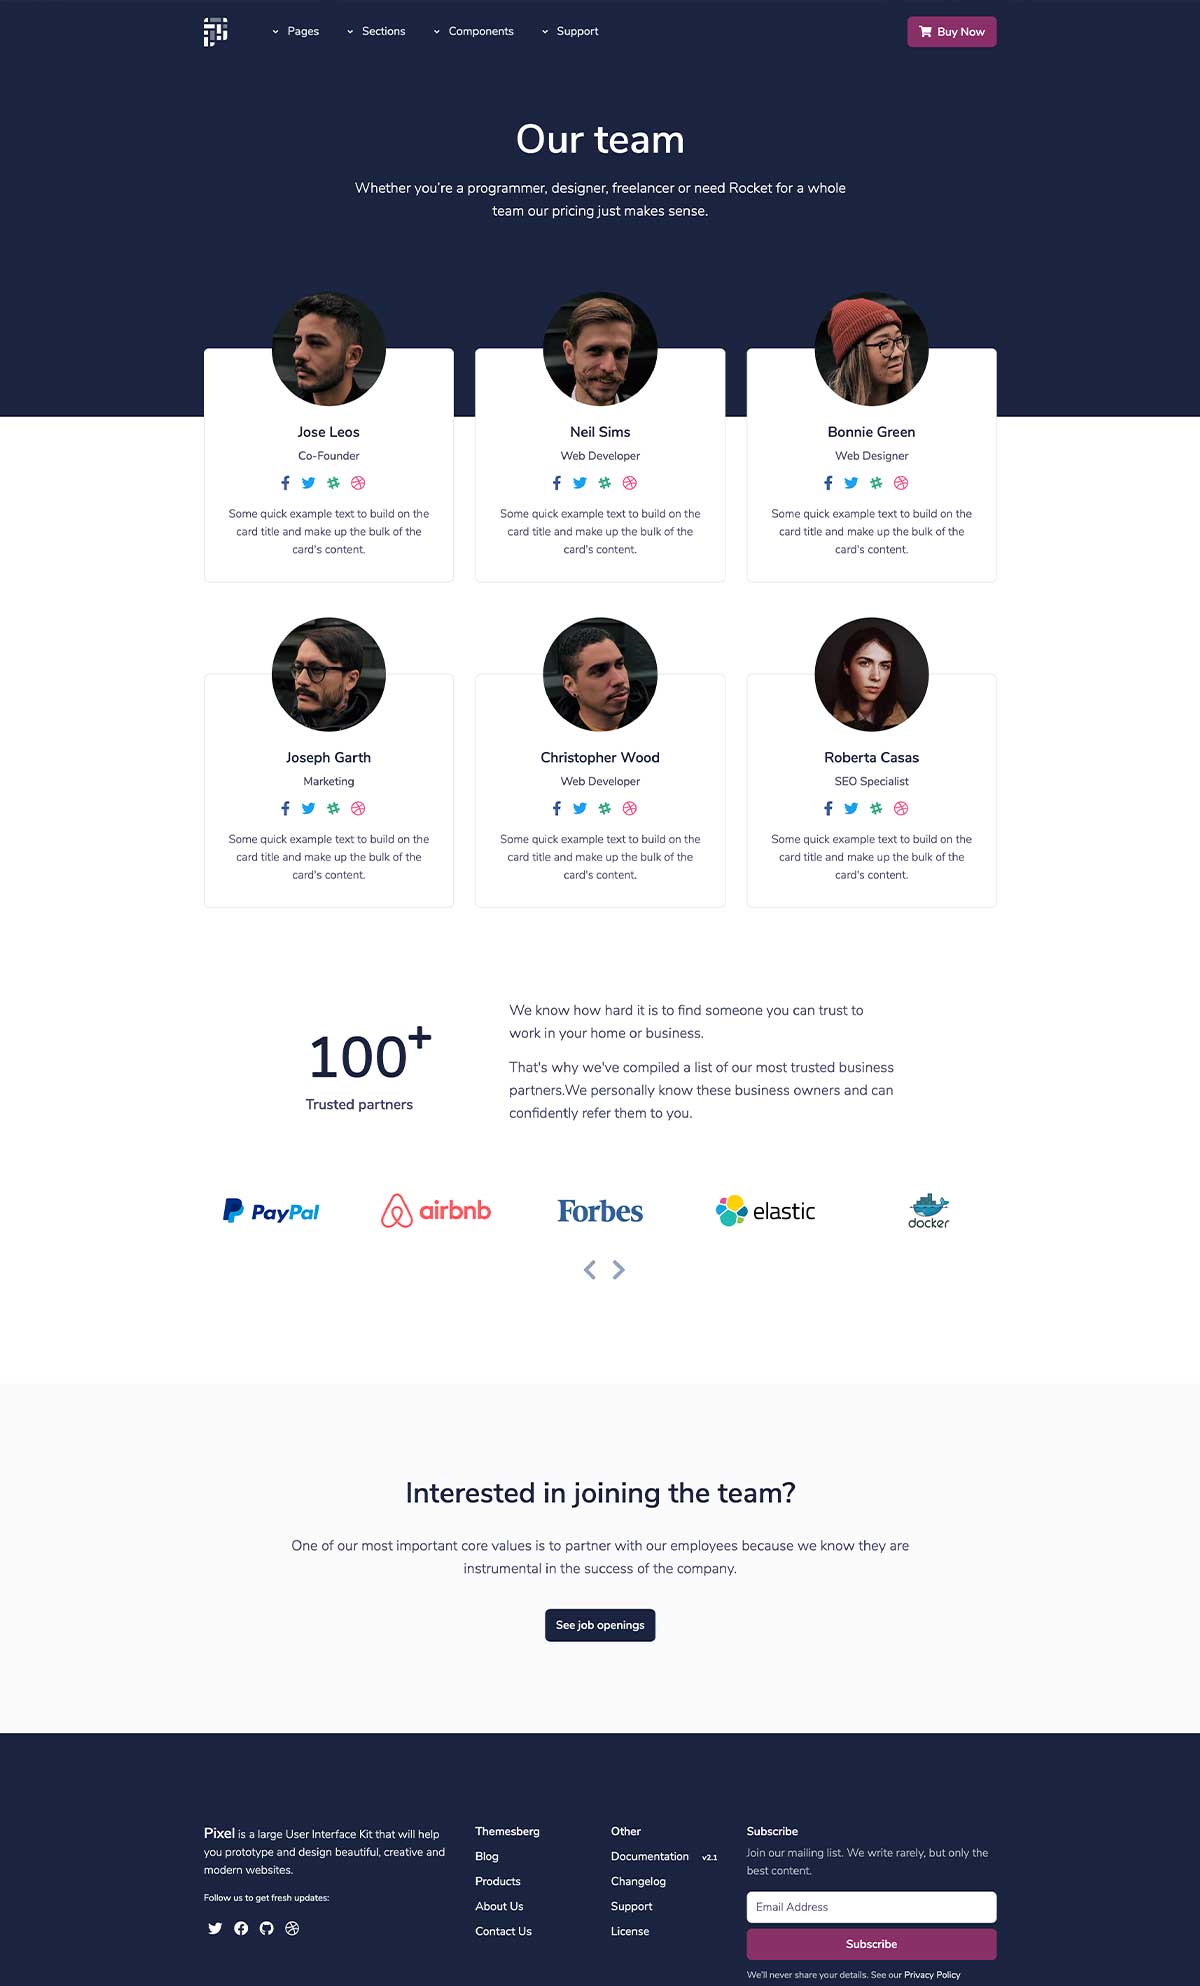 Pages
Sections
Components
Support
Buy Now
Our team
Whether you're a programmer, designer, freelancer or need Rocket for a whole
team our pricing just makes sense.
Jose Leos
Co-Founder
Some quick example text to build on the
card title and make up the bulk of the
card's content.
Neil Sims
Web Developer
Some quick example text to build on the
card title and make up the bulk of the
card's content.
Bonnie Green
Web Designer
Some quick example text to build on the
card title and make up the bulk of the
card's content.
Joseph Garth
Marketing
Some quick example text to build on the
card title and make up the bulk of the
card's content.
Christopher Wood
Web Developer
Some quick example text to build on the
card title and make up the bulk of the
card's content.
Roberta Casas
SEO Specialist
Some quick example text to build on the
card title and make up the bulk of the
card's content.
100+
Trusted partners
We know how hard it is to find someone you can trust to
work in your home or business.
That's why we've compiled a list of our most trusted business
partners.We personally know these business owners and can
confidently refer them to you.
PayPal
airbnb
Forbes
elastic
docker
Interested in joining the team?
One of our most important core values is to partner with our employees because we know they are
instrumental in the success of the company.
See job openings
Pixel is a large User Interface Kit that will help
you prototype and design beautiful, creative and
modern websites.
Follow us to get fresh updates:
Themesberg
Blog
Products
About Us
Contact Us
Other
Documentation v2.1
Changelog
Support
License
Subscribe
Join our mailing list. We write rarely, but only the
best content.
Email Address
Subscribe
We'll never share your details. See our Privacy Policy